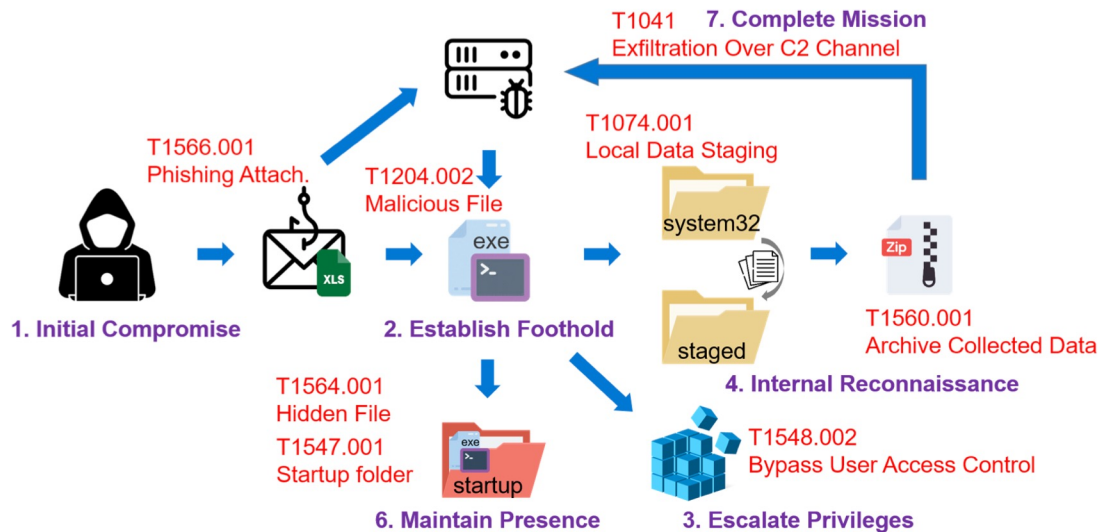 T1041
7. Complete Mission
Exfiltration Over C2 Channel
T1566.001
Phishing Attach.
T1204.002
Malicious File
T1074.001
Local Data Staging
XLS
exe
>_
system32
staged
Zip
T1560.001
Archive Collected Data
1. Initial Compromise
2. Establish Foothold
4. Internal Reconnaissance
T1564.001
Hidden File
T1547.001
Startup folder
exe
>_
startup
T1548.002
Bypass User Access Control
6. Maintain Presence
3. Escalate Privileges